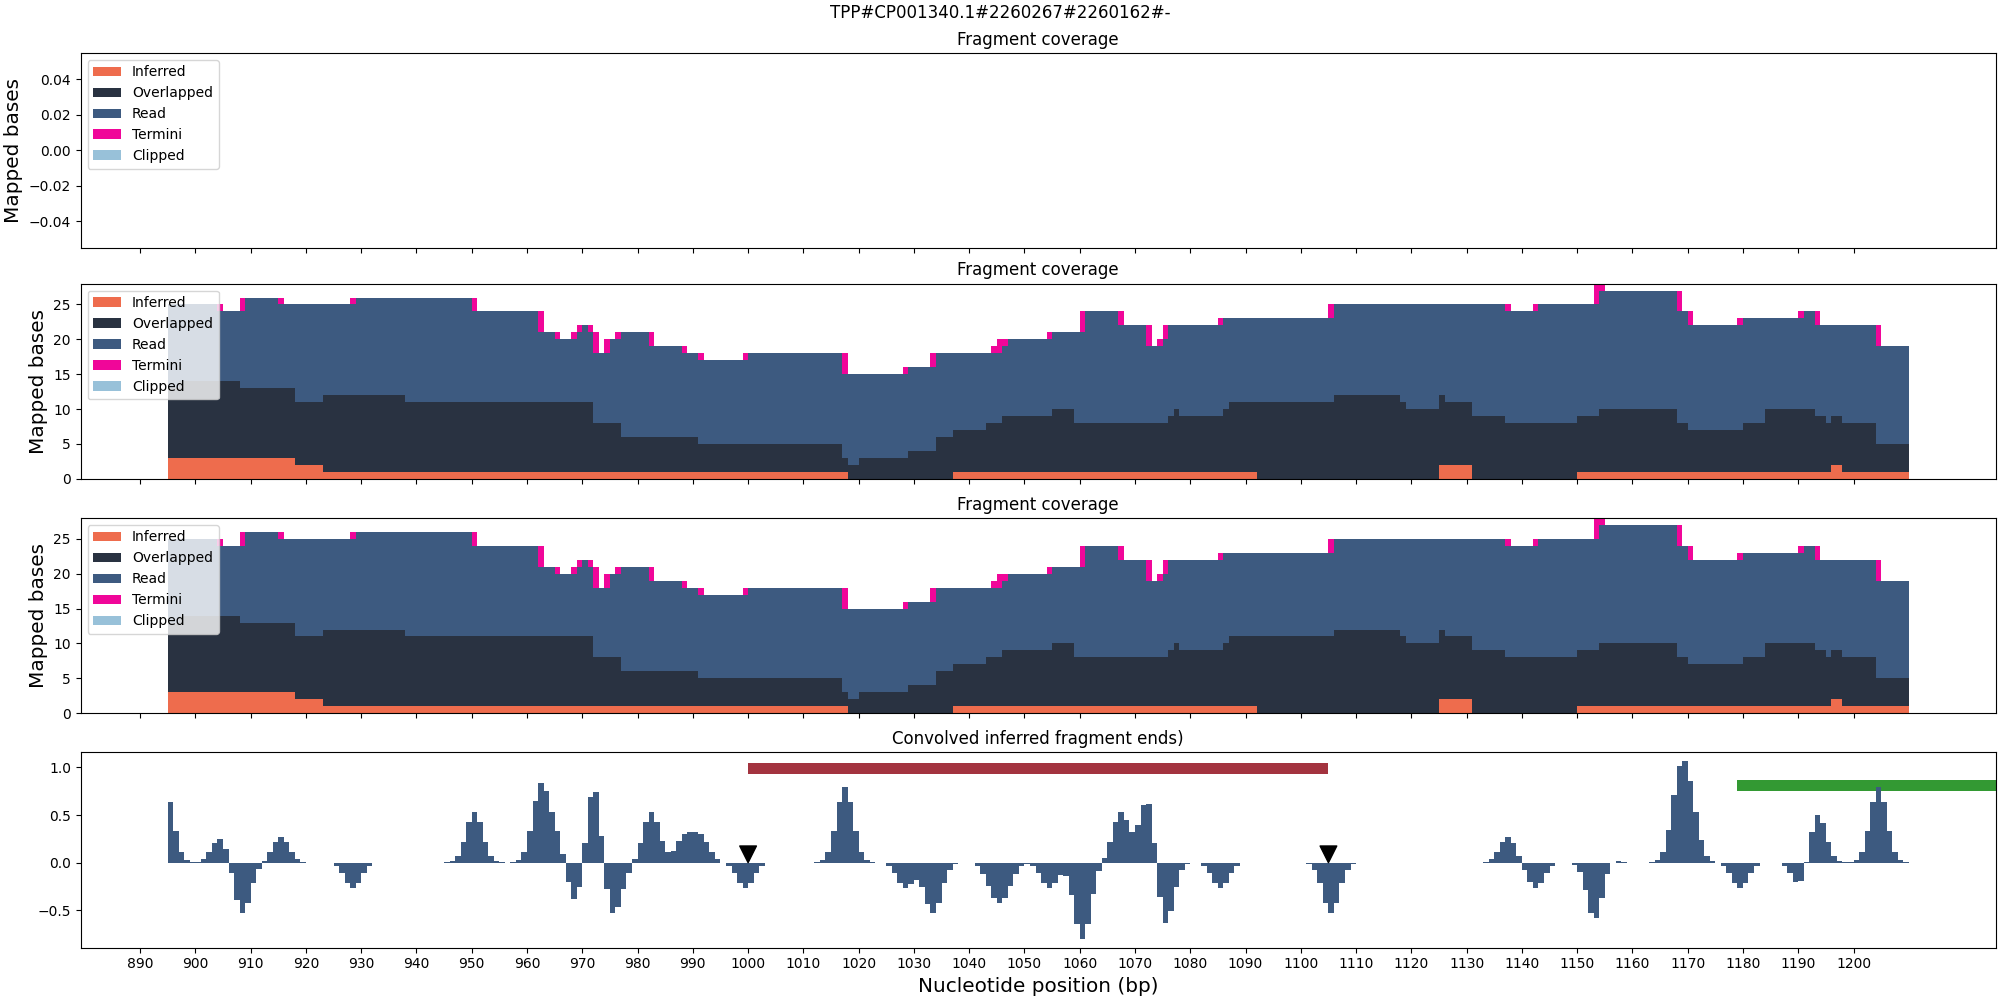 TPP#CP001340.1#2260267#2260162#-
Fragment coverage
Mapped bases
0.04
0.02
0.00
−0.02
−0.04
Inferred
Overlapped
Read
Termini
Clipped
Fragment coverage
Mapped bases
25
20
15
10
5
0
Inferred
Overlapped
Read
Termini
Clipped
Fragment coverage
Mapped bases
25
20
15
10
5
0
Inferred
Overlapped
Read
Termini
Clipped
Convolved inferred fragment ends)
1.0
0.5
0.0
−0.5
890 900 910 920 930 940 950 960 970 980 990 1000 1010 1020 1030 1040 1050 1060 1070 1080 1090 1100 1110 1120 1130 1140 1150 1160 1170 1180 1190 1200
Nucleotide position (bp)